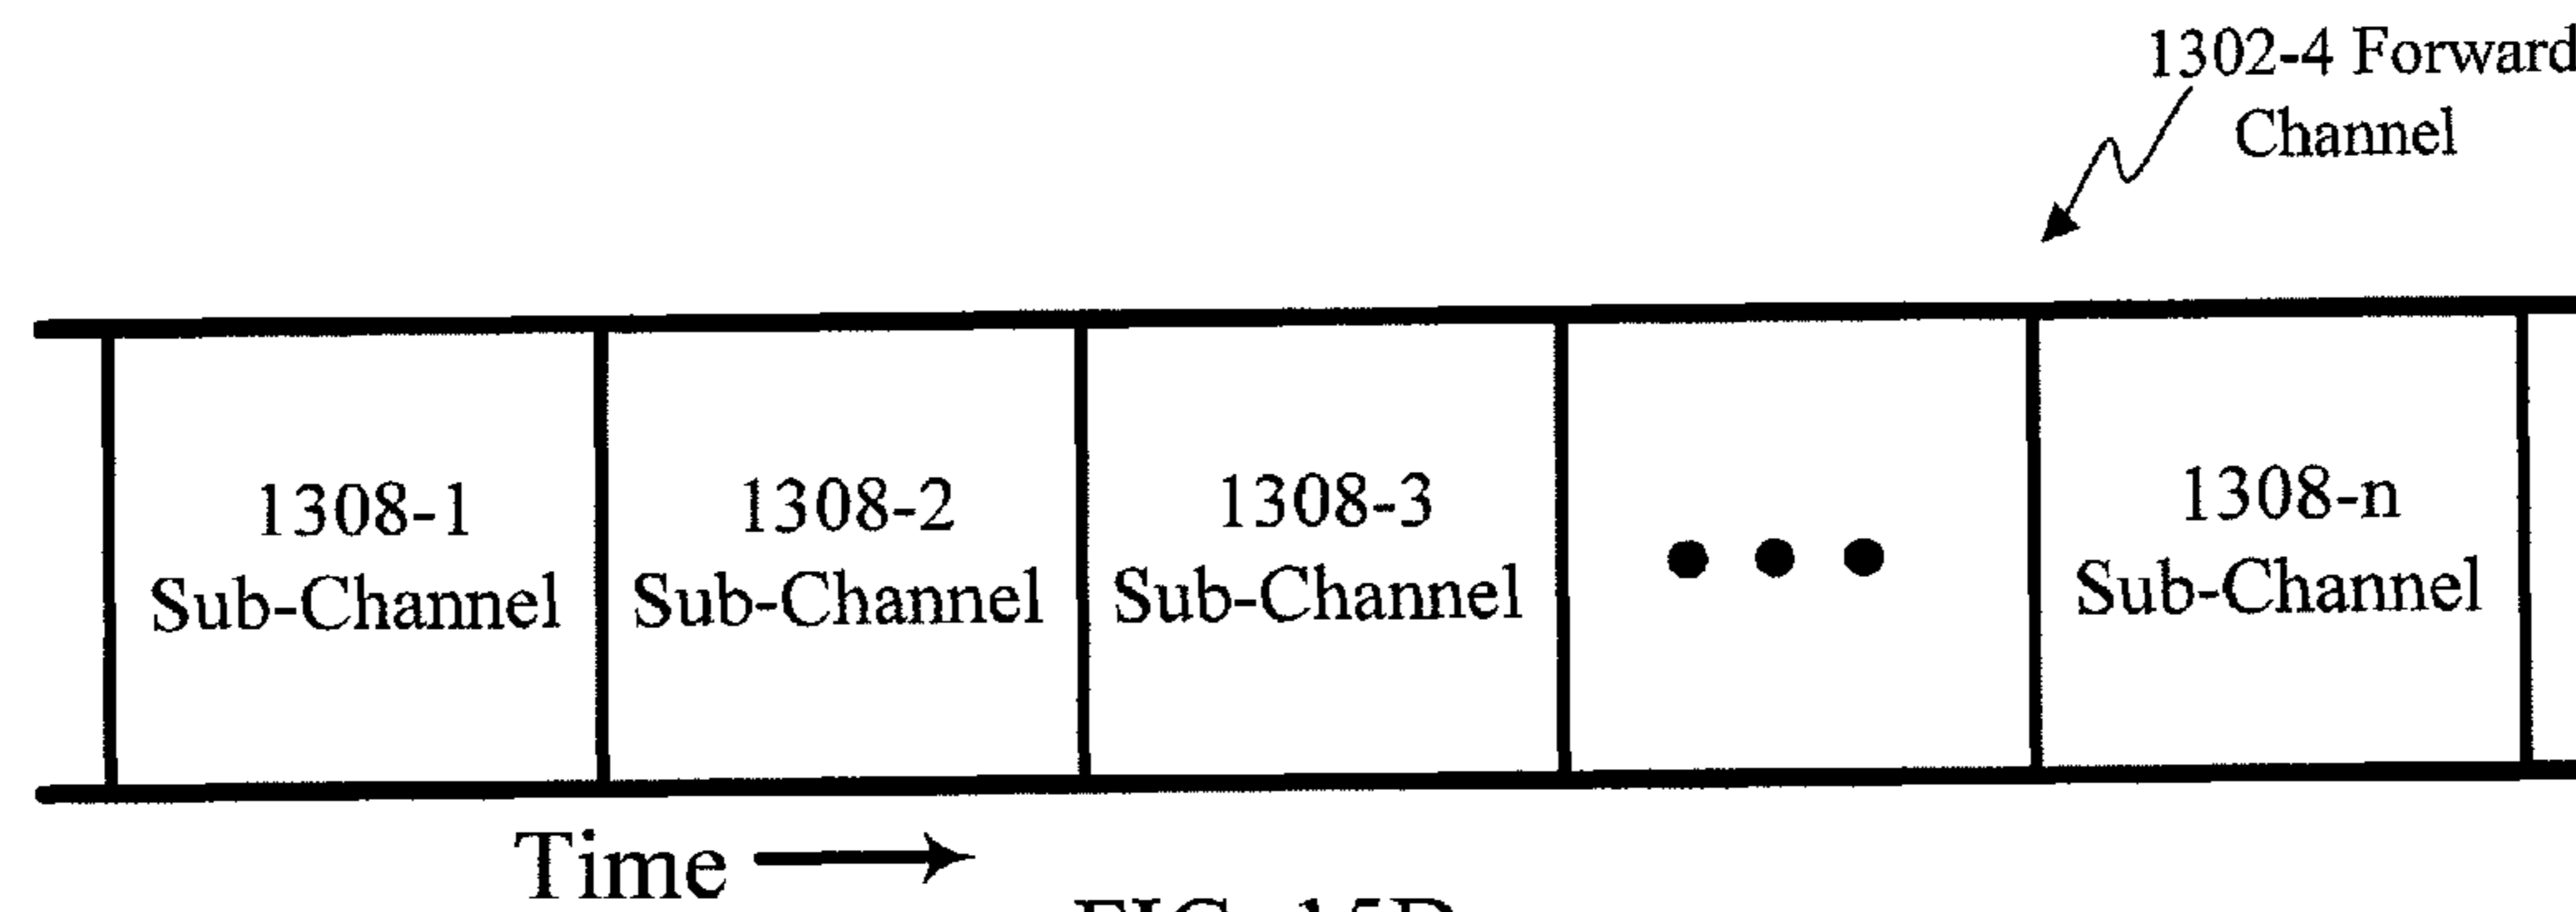 1302-4 Forward
Channel
1308-1
Sub-Channel
1308-2
Sub-Channel
1308-3
Sub-Channel
• • •
1308-n
Sub-Channel
Time